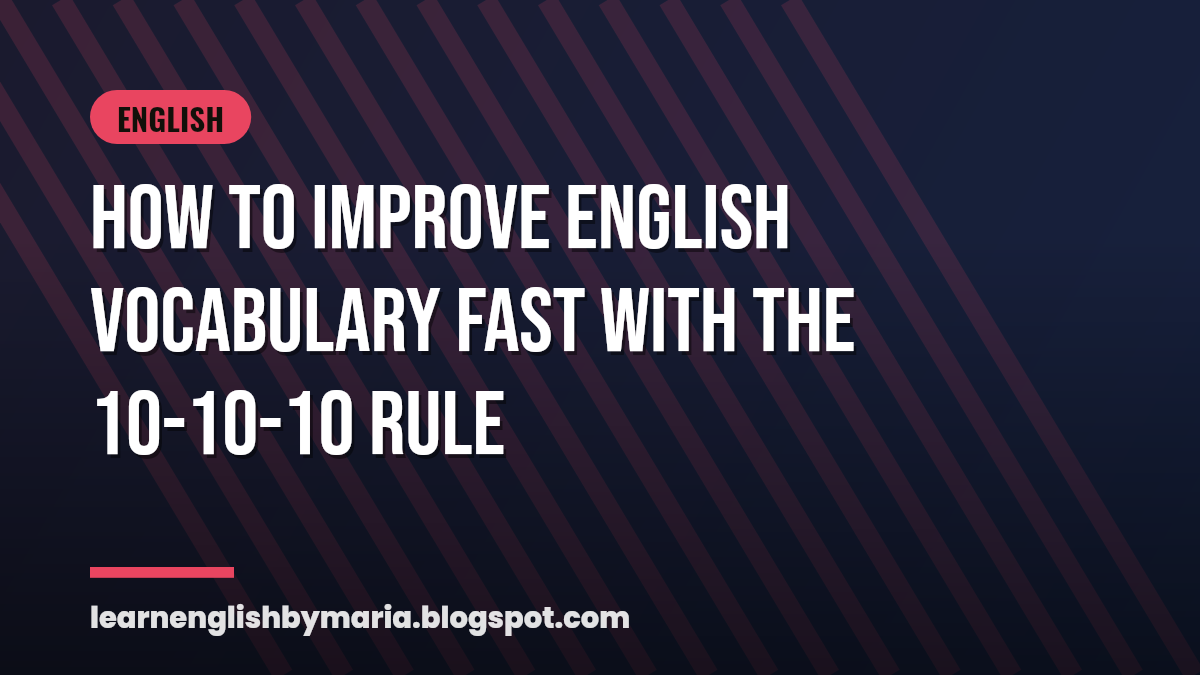 ENGLISH
HOW TO IMPROVE ENGLISH
VOCABULARY FAST WITH THE
10-10-10 RULE
learnenglishbymaria.blogspot.com